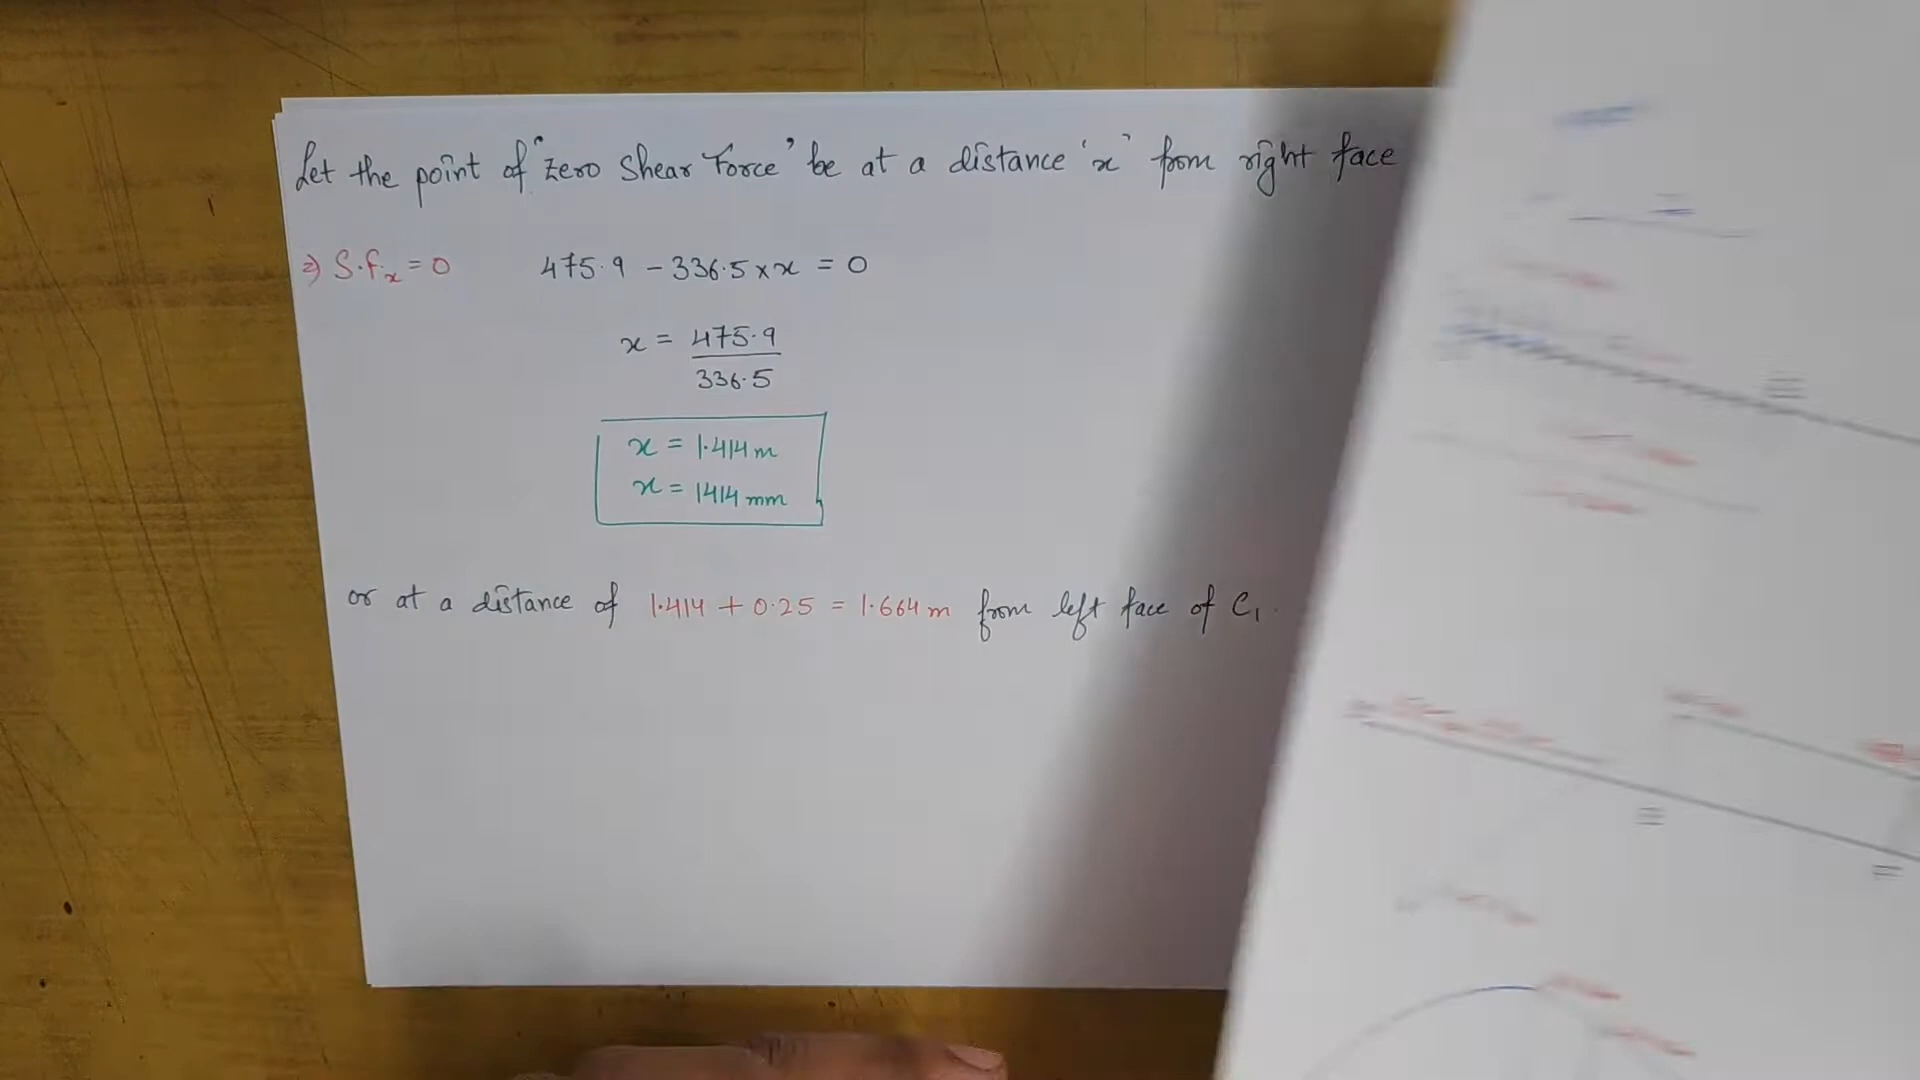 Let the point of "Zero Shear Force" be at a distance 'x' from right face
⇒ S.F.x = 0 475.9 - 336.5 × x = 0
x = 475.9
336.5
x = 1.414 m
x = 1414 mm
or at a distance of 1.414 + 0.25 = 1.664 m from left face of C1.